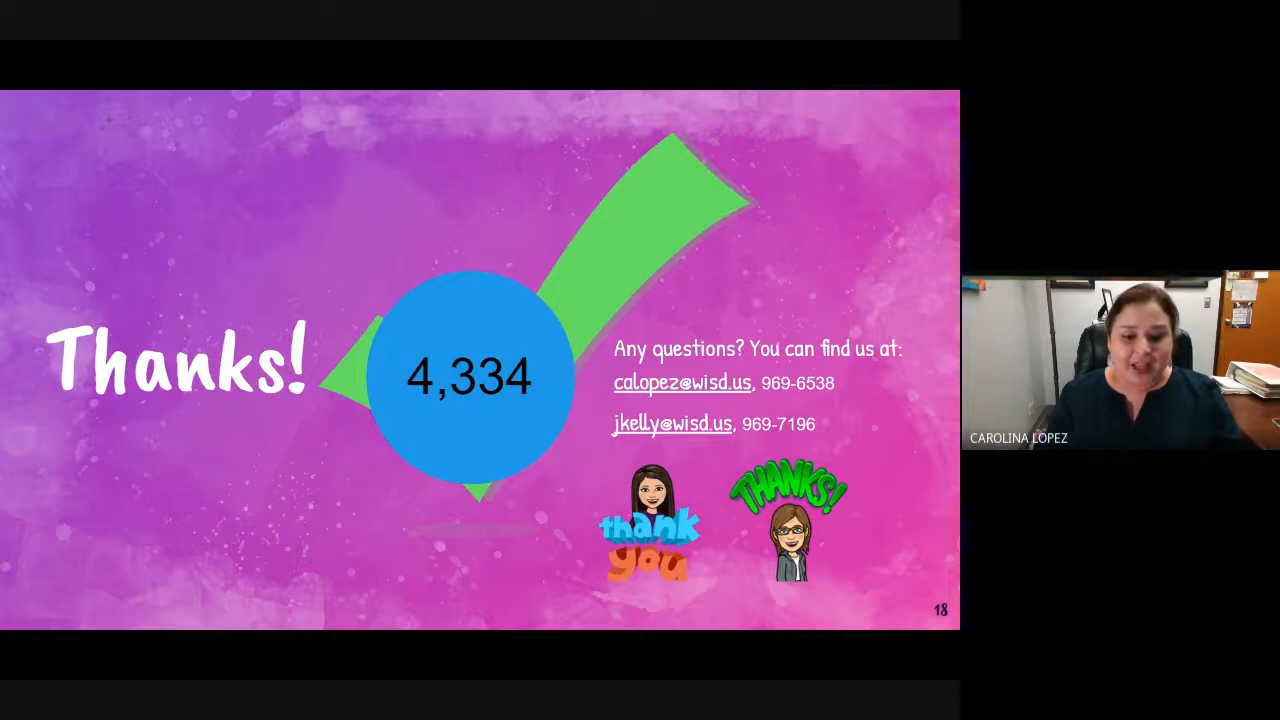 Thanks!
4,334
Any questions? You can find us at:
calopez@wisd.us, 969-6538
jkelly@wisd.us, 969-7196
thank
you
THANKS!
18
CAROLINA LOPEZ